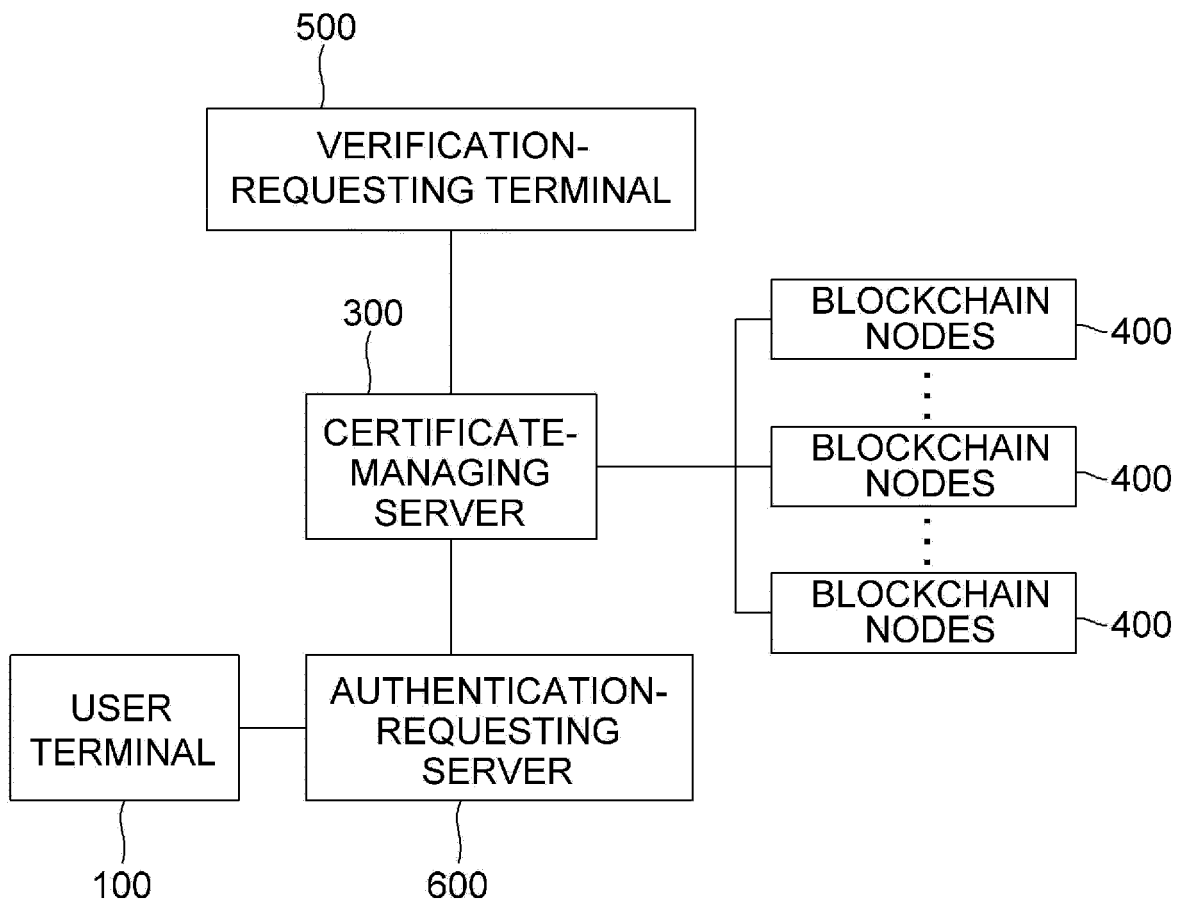 500
VERIFICATION-
REQUESTING TERMINAL
300
CERTIFICATE-
MANAGING
SERVER
BLOCKCHAIN
NODES
400
BLOCKCHAIN
NODES
400
BLOCKCHAIN
NODES
400
USER
TERMINAL
100
AUTHENTICATION-
REQUESTING
SERVER
600